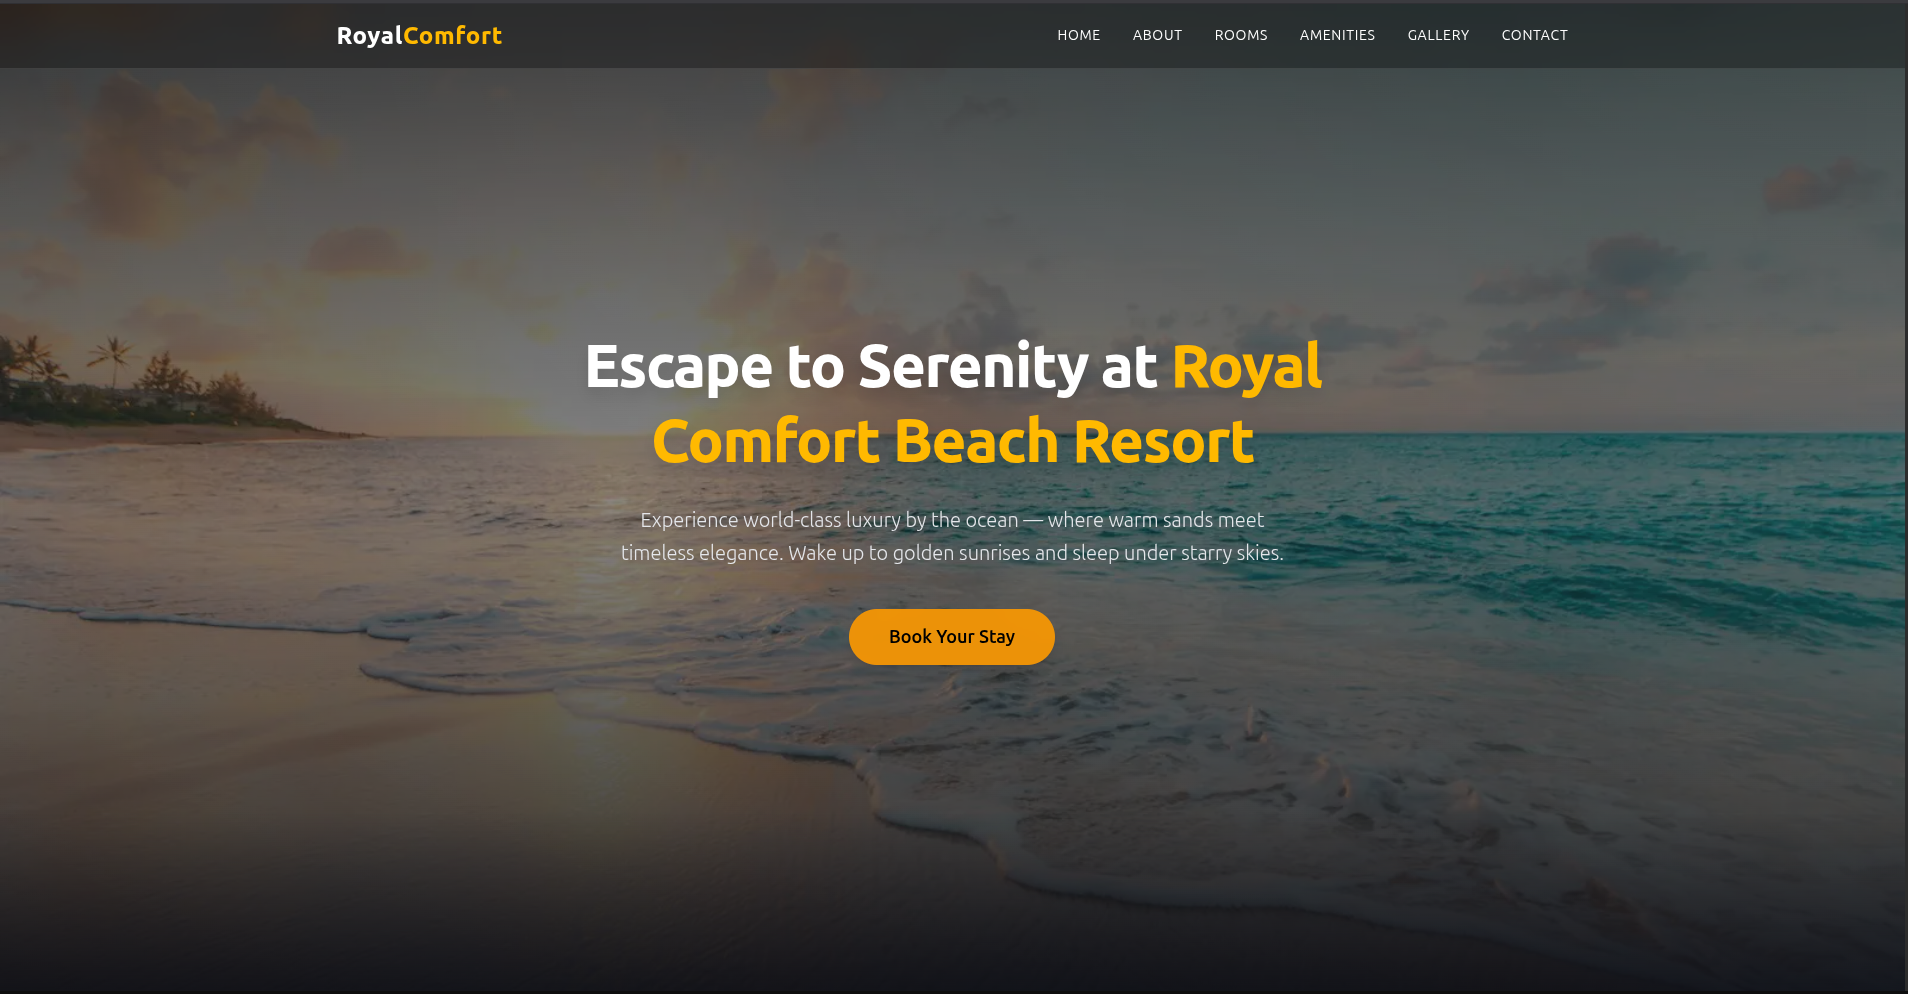 RoyalComfort
HOME ABOUT ROOMS AMENITIES GALLERY CONTACT
Escape to Serenity at Royal
Comfort Beach Resort
Experience world-class luxury by the ocean — where warm sands meet
timeless elegance. Wake up to golden sunrises and sleep under starry skies.
Book Your Stay